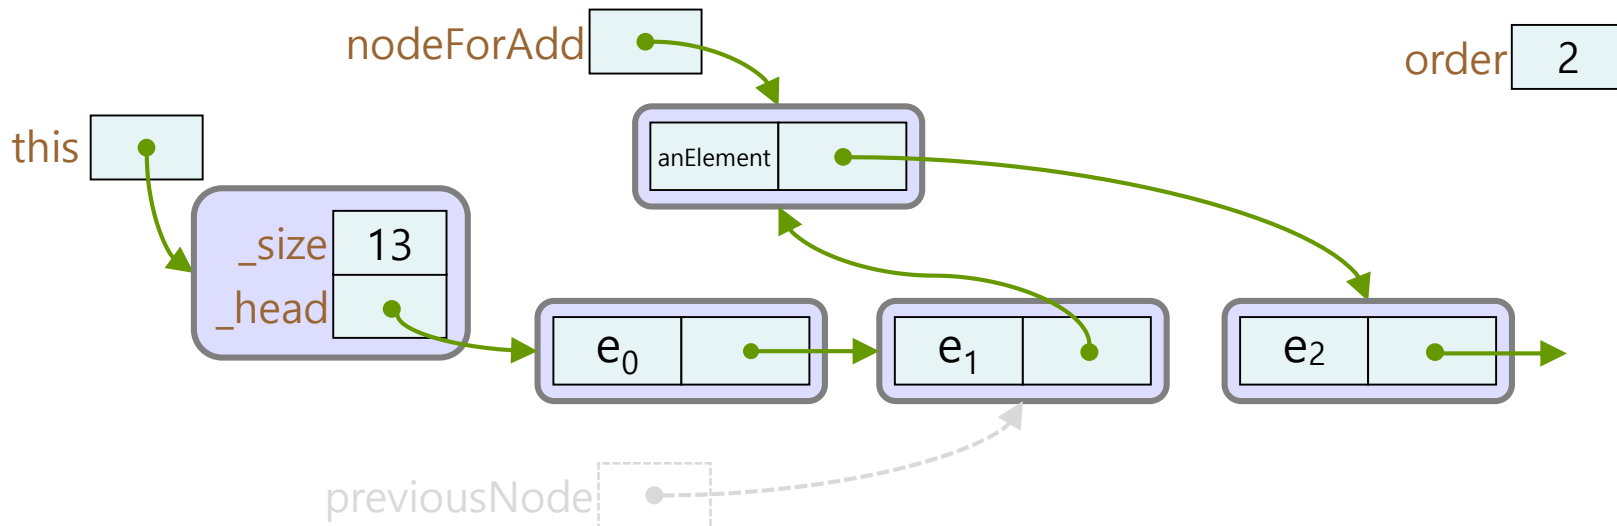 nodeForAdd
order 2
this
anElement
_size 13
_head
e0
e1
e2
previousNode